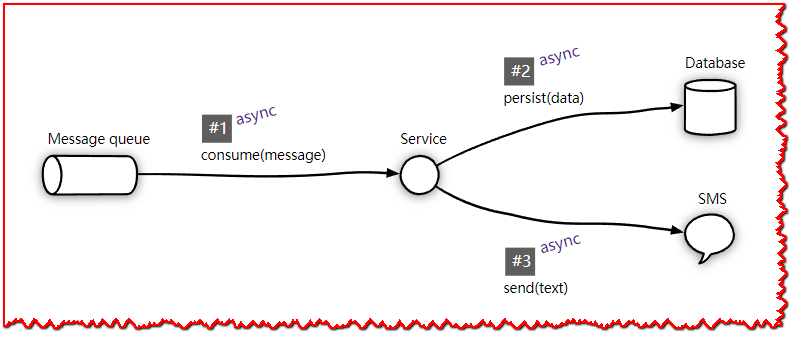 Message queue
#1 async
consume(message)
Service
#2 async
persist(data)
Database
SMS
#3 async
send(text)